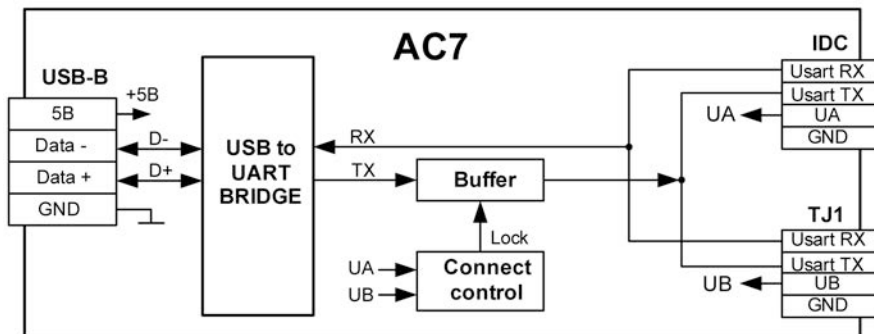 AC7
USB-B
5B
Data -
Data +
GND
+5B
D-
D+
USB to
UART
BRIDGE
RX
TX
Buffer
Lock
UA
UB
Connect
control
IDC
Usart RX
Usart TX
UA
GND
UA
TJ1
Usart RX
Usart TX
UB
GND
UB